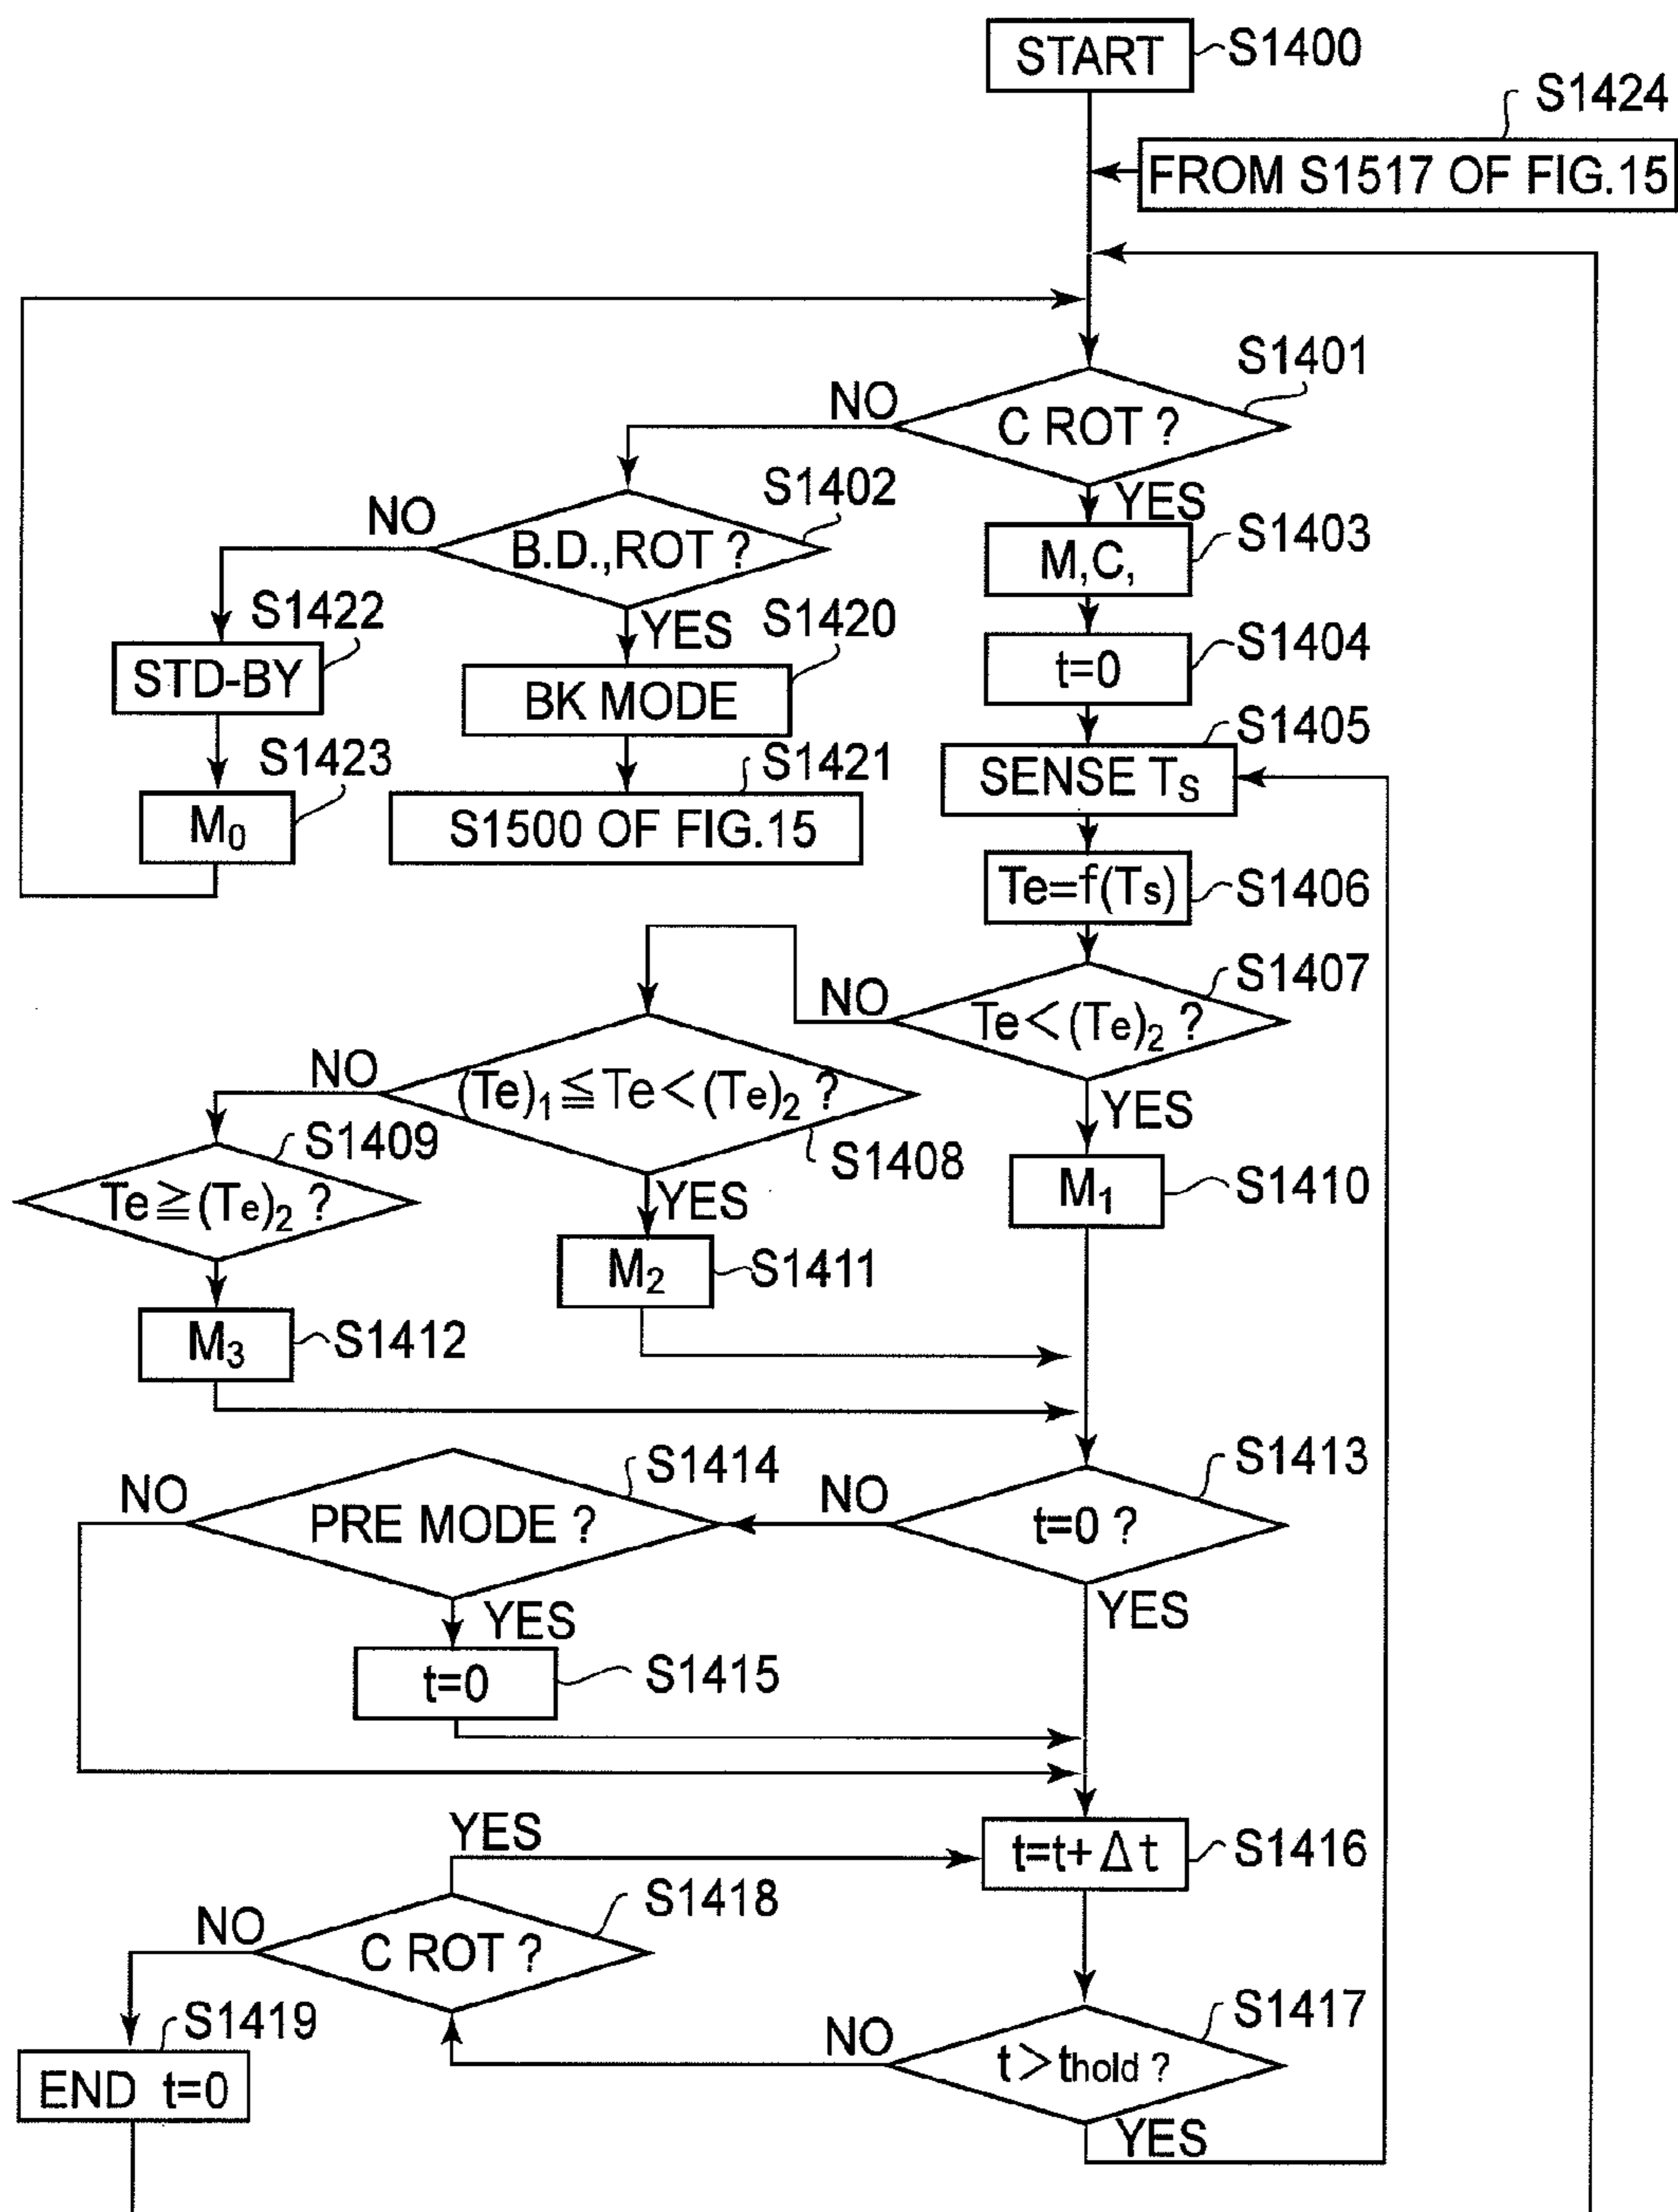 START
S1400
S1424
FROM S1517 OF FIG.15
S1401
NO
C ROT ?
S1402
YES
NO
S1403
B.D.,ROT ?
M,C,
S1422
YES
S1420
S1404
STD-BY
BK MODE
t=0
S1423
S1421
S1405
M₀
S1500 OF FIG.15
SENSE Tₛ
Te=f(Ts)
S1406
S1407
NO
Te<(Te)₂ ?
NO
(Te)₁≦Te<(Te)₂ ?
YES
S1409
S1408
Te≧(Te)₂ ?
YES
M₁
S1410
M₂
S1411
M₃
S1412
S1414
S1413
NO
NO
PRE MODE ?
t=0 ?
YES
YES
t=0
S1415
YES
t=t+Δt
S1416
S1418
NO
C ROT ?
S1419
S1417
NO
END t=0
t>thold ?
YES